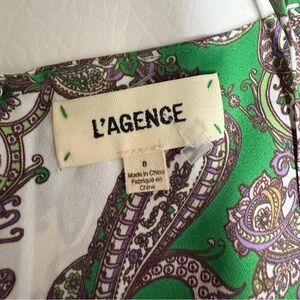 L'AGENCE
8
Made in China
Fabriqué en
Chine